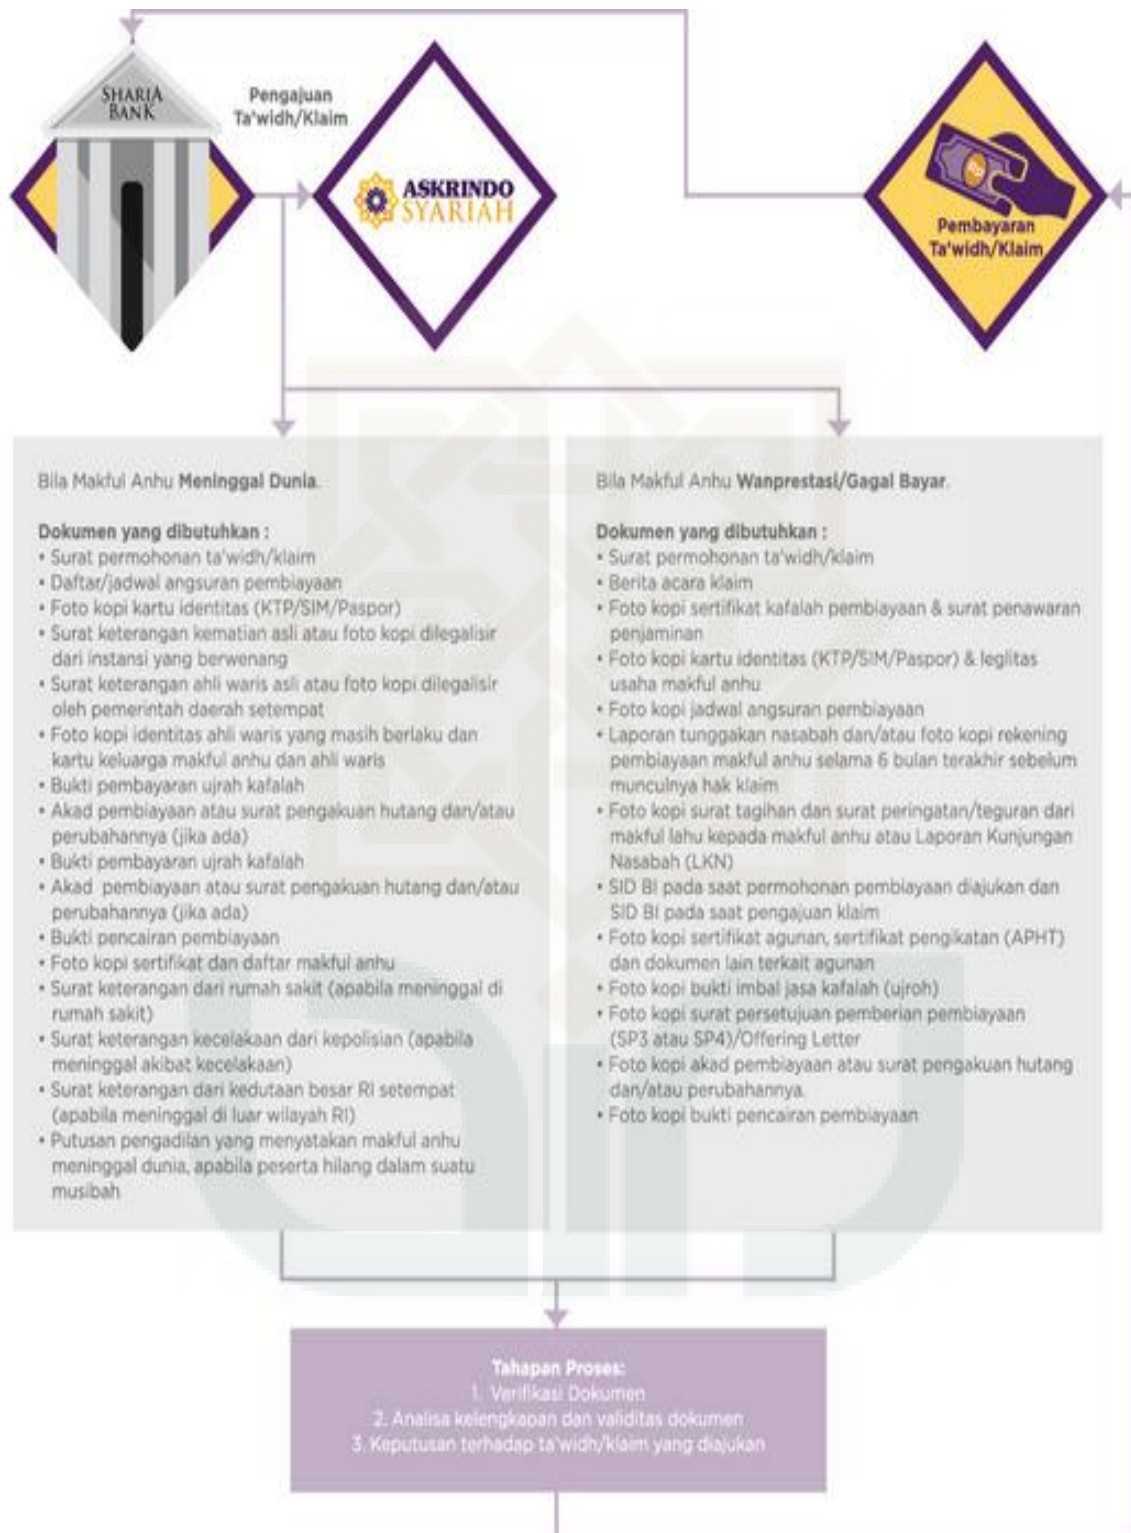 SHARIA
BANK
Pengajuan
Ta'widh/Klaim
ASKRINDO
SYARIAH
Rp
Pembayaran
Ta'widh/Klaim
Bila Makful Anhu Meninggal Dunia.
Dokumen yang dibutuhkan :
• Surat permohonan ta'widh/klaim
• Daftar/jadwal angsuran pembiayaan
• Foto kopi kartu identitas (KTP/SIM/Paspor)
• Surat keterangan kematian asli atau foto kopi dilegalisir
dari instansi yang berwenang
• Surat keterangan ahli waris asli atau foto kopi dilegalisir
oleh pemerintah daerah setempat
• Foto kopi identitas ahli waris yang masih berlaku dan
kartu keluarga makful anhu dan ahli waris
• Bukti pembayaran ujrah kafalah
• Akad pembiayaan atau surat pengakuan hutang dan/atau
perubahannya (jika ada)
• Bukti pembayaran ujrah kafalah
• Akad pembiayaan atau surat pengakuan hutang dan/atau
perubahannya (jika ada)
• Bukti pencairan pembiayaan
• Foto kopi sertifikat dan daftar makful anhu
• Surat keterangan dari rumah sakit (apabila meninggal di
rumah sakit)
• Surat keterangan kecelakaan dari kepolisian (apabila
meninggal akibat kecelakaan)
• Surat keterangan dari kedutaan besar RI setempat
(apabila meninggal di luar wilayah RI)
• Putusan pengadilan yang menyatakan makful anhu
meninggal dunia, apabila peserta hilang dalam suatu
musibah
Bila Makful Anhu Wanprestasi/Gagal Bayar.
Dokumen yang dibutuhkan :
• Surat permohonan ta'widh/klaim
• Berita acara klaim
• Foto kopi sertifikat kafalah pembiayaan & surat penawaran
penjaminan
• Foto kopi kartu identitas (KTP/SIM/Paspor) & leglitas
usaha makful anhu
• Foto kopi jadwal angsuran pembiayaan
• Laporan tunggakan nasabah dan/atau foto kopi rekening
pembiayaan makful anhu selama 6 bulan terakhir sebelum
munculnya hak klaim
• Foto kopi surat tagihan dan surat peringatan/teguran dari
makful lahu kepada makful anhu atau Laporan Kunjungan
Nasabah (LKN)
• SID BI pada saat permohonan pembiayaan diajukan dan
SID BI pada saat pengajuan klaim
• Foto kopi sertifikat agunan, sertifikat pengikatan (APHT)
dan dokumen lain terkait agunan
• Foto kopi bukti imbal jasa kafalah (ujroh)
• Foto kopi surat persetujuan pemberian pembiayaan
(SP3 atau SP4)/Offering Letter
• Foto kopi akad pembiayaan atau surat pengakuan hutang
dan/atau perubahannya.
• Foto kopi bukti pencairan pembiayaan
Tahapan Proses:
1. Verifikasi Dokumen
2. Analisa kelengkapan dan validitas dokumen
3. Keputusan terhadap ta'widh/klaim yang diajukan